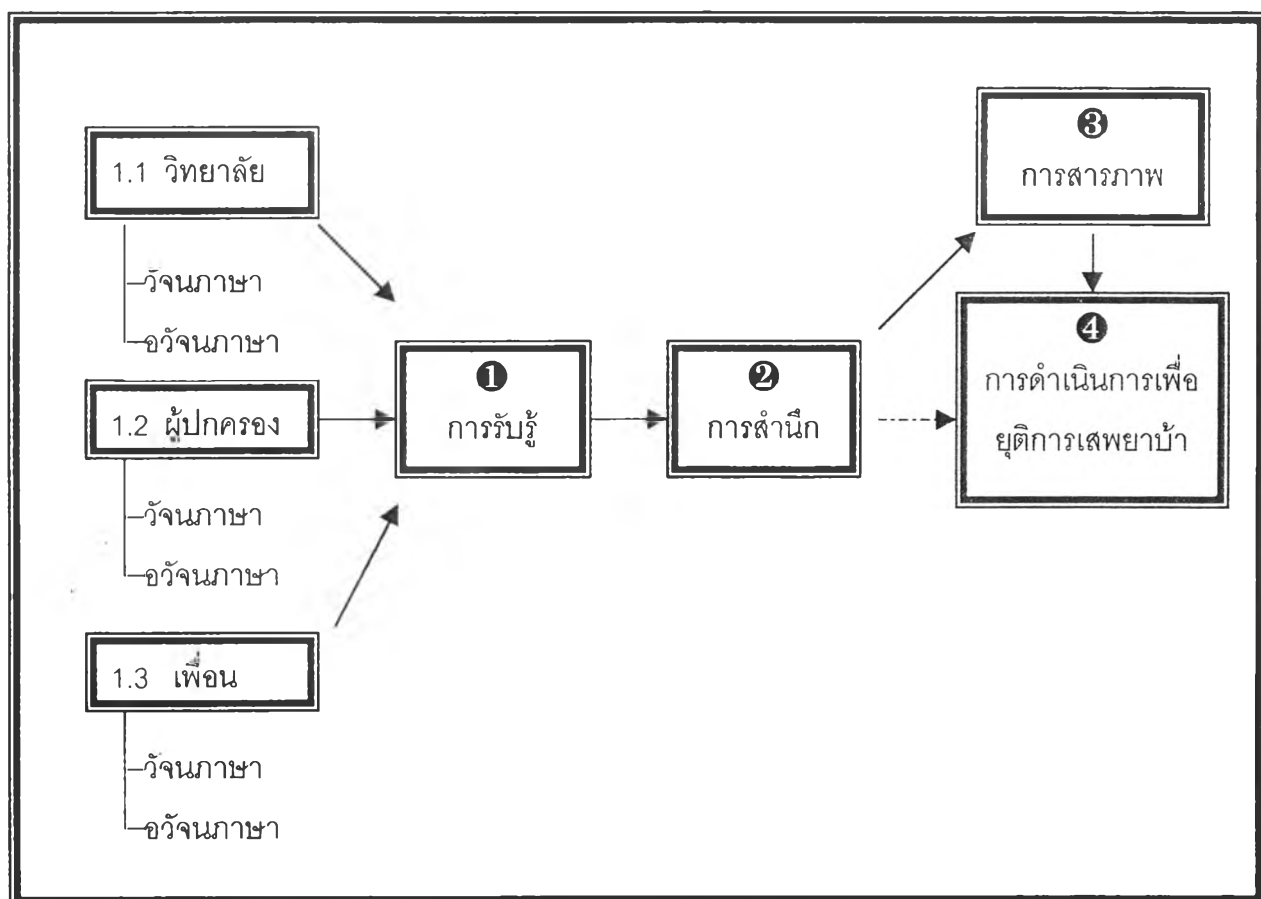 1.1 วิทยาลัย
วัจนภาษา
อวัจนภาษา
1.2 ผู้ปกครอง
วัจนภาษา
อวัจนภาษา
1.3 เพื่อน
วัจนภาษา
อวัจนภาษา
❶
การรับรู้
❷
การสำนึก
❸
การสารภาพ
❹
การดำเนินการเพื่อ
ยุติการเสพยาบ้า